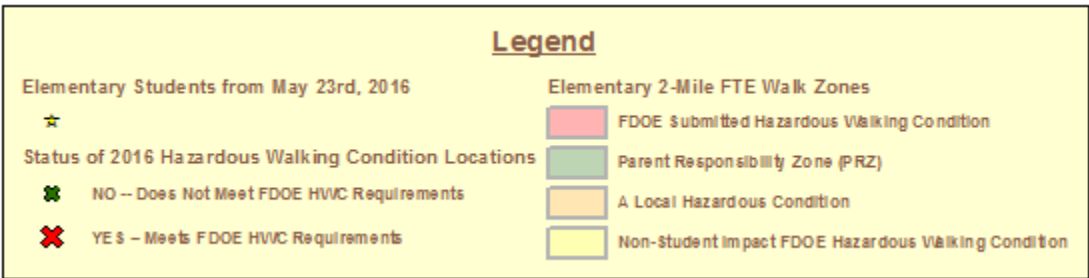 Legend
Elementary Students from May 23rd, 2016
Status of 2016 Hazardous Walking Condition Locations
NO -- Does Not Meet FDOE HWC Requirements
YES – Meets FDOE HWC Requirements
Elementary 2-Mile FTE Walk Zones
FDOE Submitted Hazardous Walking Condition
Parent Responsibility Zone (PRZ)
A Local Hazardous Condition
Non-Student Impact FDOE Hazardous Walking Condition